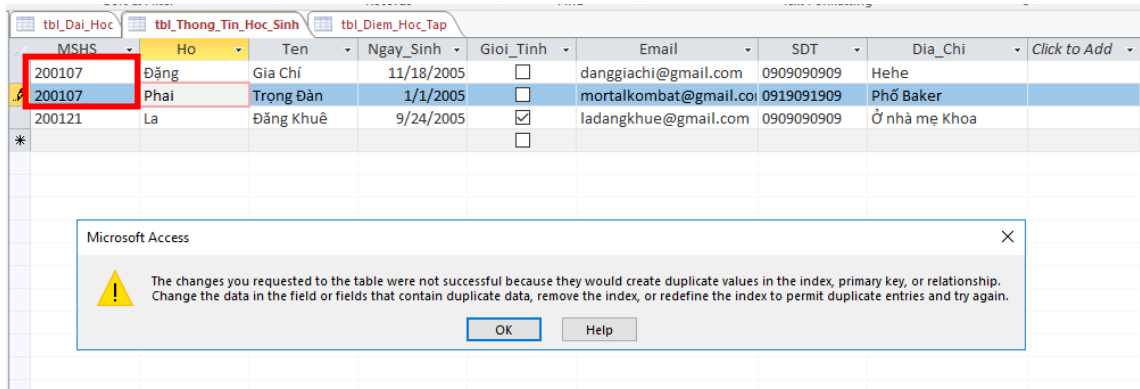 tbl_Dai_Hoc tbl_Thong_Tin_Hoc_Sinh tbl_Diem_Hoc_Tap
MSHS Ho Ten Ngay_Sinh Gioi_Tinh Email SDT Dia_Chi Click to Add
200107 Đặng Gia Chí 11/18/2005 danggiachi@gmail.com 0909090909 Hehe
200107 Phai Trọng Đàn 1/1/2005 mortalkombat@gmail.co 0919091909 Phố Baker
200121 La Đăng Khuê 9/24/2005 ladangkhue@gmail.com 0909090909 Ở nhà mẹ Khoa
Microsoft Access
The changes you requested to the table were not successful because they would create duplicate values in the index, primary key, or relationship.
Change the data in the field or fields that contain duplicate data, remove the index, or redefine the index to permit duplicate entries and try again.
OK Help